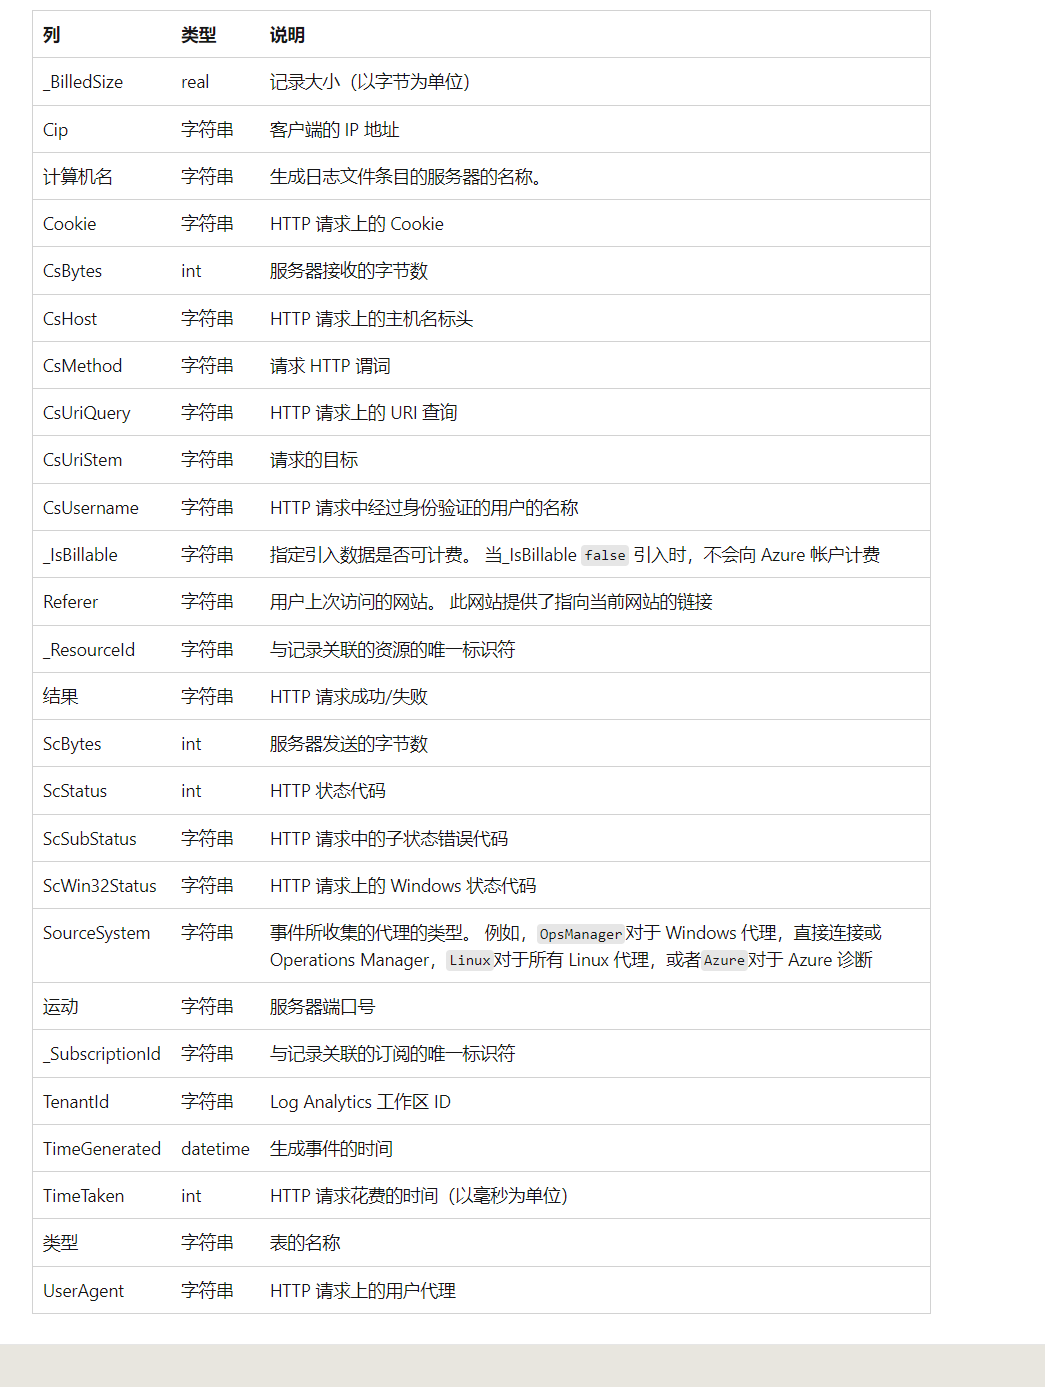 列 类型 说明
_BilledSize real 记录大小（以字节为单位）
Cip 字符串 客户端的 IP 地址
计算机名 字符串 生成日志文件条目的服务器的名称。
Cookie 字符串 HTTP 请求上的 Cookie
CsBytes int 服务器接收的字节数
CsHost 字符串 HTTP 请求上的主机名标头
CsMethod 字符串 请求 HTTP 谓词
CsUriQuery 字符串 HTTP 请求上的 URI 查询
CsUriStem 字符串 请求的目标
CsUsername 字符串 HTTP 请求中经过身份验证的用户的名称
_IsBillable 字符串 指定引入数据是否可计费。 当_IsBillable false 引入时，不会向 Azure 帐户计费
Referer 字符串 用户上次访问的网站。 此网站提供了指向当前网站的链接
_ResourceId 字符串 与记录关联的资源的唯一标识符
结果 字符串 HTTP 请求成功/失败
ScBytes int 服务器发送的字节数
ScStatus int HTTP 状态代码
ScSubStatus 字符串 HTTP 请求中的子状态错误代码
ScWin32Status 字符串 HTTP 请求上的 Windows 状态代码
SourceSystem 字符串 事件所收集的代理的类型。 例如，OpsManager对于 Windows 代理，直接连接或
Operations Manager，Linux对于所有 Linux 代理，或者Azure对于 Azure 诊断
运动 字符串 服务器端口号
_SubscriptionId 字符串 与记录关联的订阅的唯一标识符
TenantId 字符串 Log Analytics 工作区 ID
TimeGenerated datetime 生成事件的时间
TimeTaken int HTTP 请求花费的时间（以毫秒为单位）
类型 字符串 表的名称
UserAgent 字符串 HTTP 请求上的用户代理